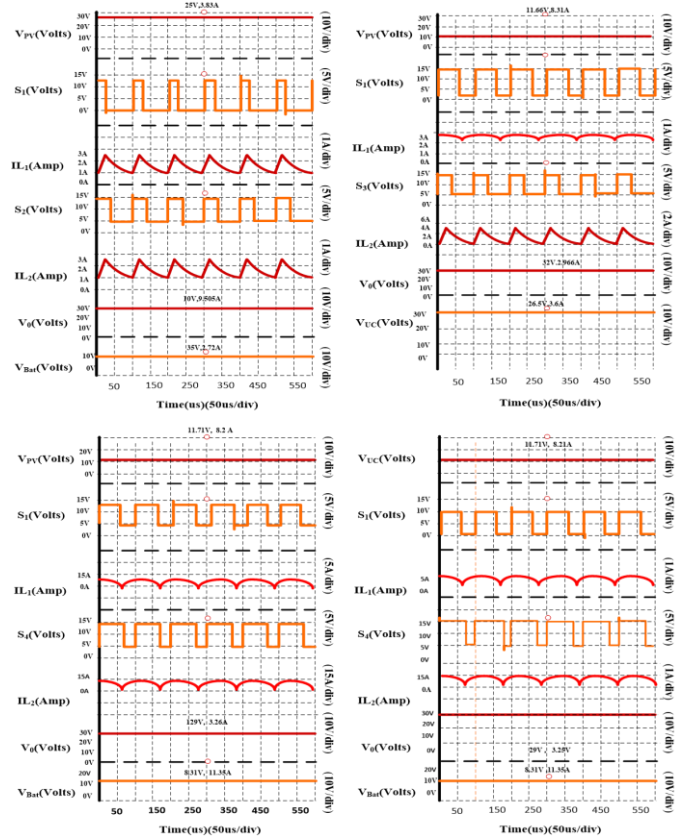 25V,3.83A
30V
VPV(Volts)
20V
10V
0V
(10V/div)
15V
S1(Volts)
10V
5V
0V
(5V/div)
IL1(Amp)
3A
2A
1A
0A
(1A/div)
15V
S2(Volts)
10V
5V
0V
(5V/div)
3A
IL2(Amp)
2A
1A
0A
(1A/div)
10V,9.505A
30V
V0(Volts)
20V
10V
0V
(10V/div)
35V,2.72A
10V
VBat(Volts)
0V
50 150 250 350 450 550
Time(us)(50us/div)
11.66V,8.31A
30V
VPV(Volts)
20V
10V
0V
(10V/div)
15V
S1(Volts)
10V
5V
0V
(5V/div)
IL1(Amp)
3A
2A
1A
0A
(1A/div)
15V
S3(Volts)
10V
5V
0V
(5V/div)
6A
4A
IL2(Amp)
2A
0A
(2A/div)
32V,2.966A
30V
V0(Volts)
20V
10V
0V
(10V/div)
26.5V,3.6A
30V
VUC(Volts)
20V
10V
0V
(10V/div)
50 150 250 350 450 550
Time(us)(50us/div)
11.71V, 8.2 A
20V
VPV(Volts)
10V
0V
(10V/div)
15V
S1(Volts)
10V
5V
0V
(5V/div)
15A
IL1(Amp)
0A
(5A/div)
15V
S4(Volts)
10V
5V
0V
(5V/div)
15A
IL2(Amp)
0A
(15A/div)
129V, 3.26A
30V
V0(Volts)
20V
10V
0V
(10V/div)
8.31V, 11.35A
20V
VBat(Volts)
10V
0V
(10V/div)
50 150 250 350 450 550
Time(us)(50us/div)
11.71V, 8.21A
20V
VUC(Volts)
10V
0V
(10V/div)
15V
S1(Volts)
10V
5V
0V
(5V/div)
IL1(Amp)
5A
0A
(1A/div)
S4(Volts)
15V
10V
5V
0V
(5V/div)
15A
IL2(Amp)
0A
(1A/div)
30V
20V
10V
V0(Volts)
0V
(10V/div)
29V, 3.25V
8.31V, 11.35A
20V
VBat(Volts)
10V
0V
(10V/div)
50 150 250 350 450 550
Time(us)(50us/div)